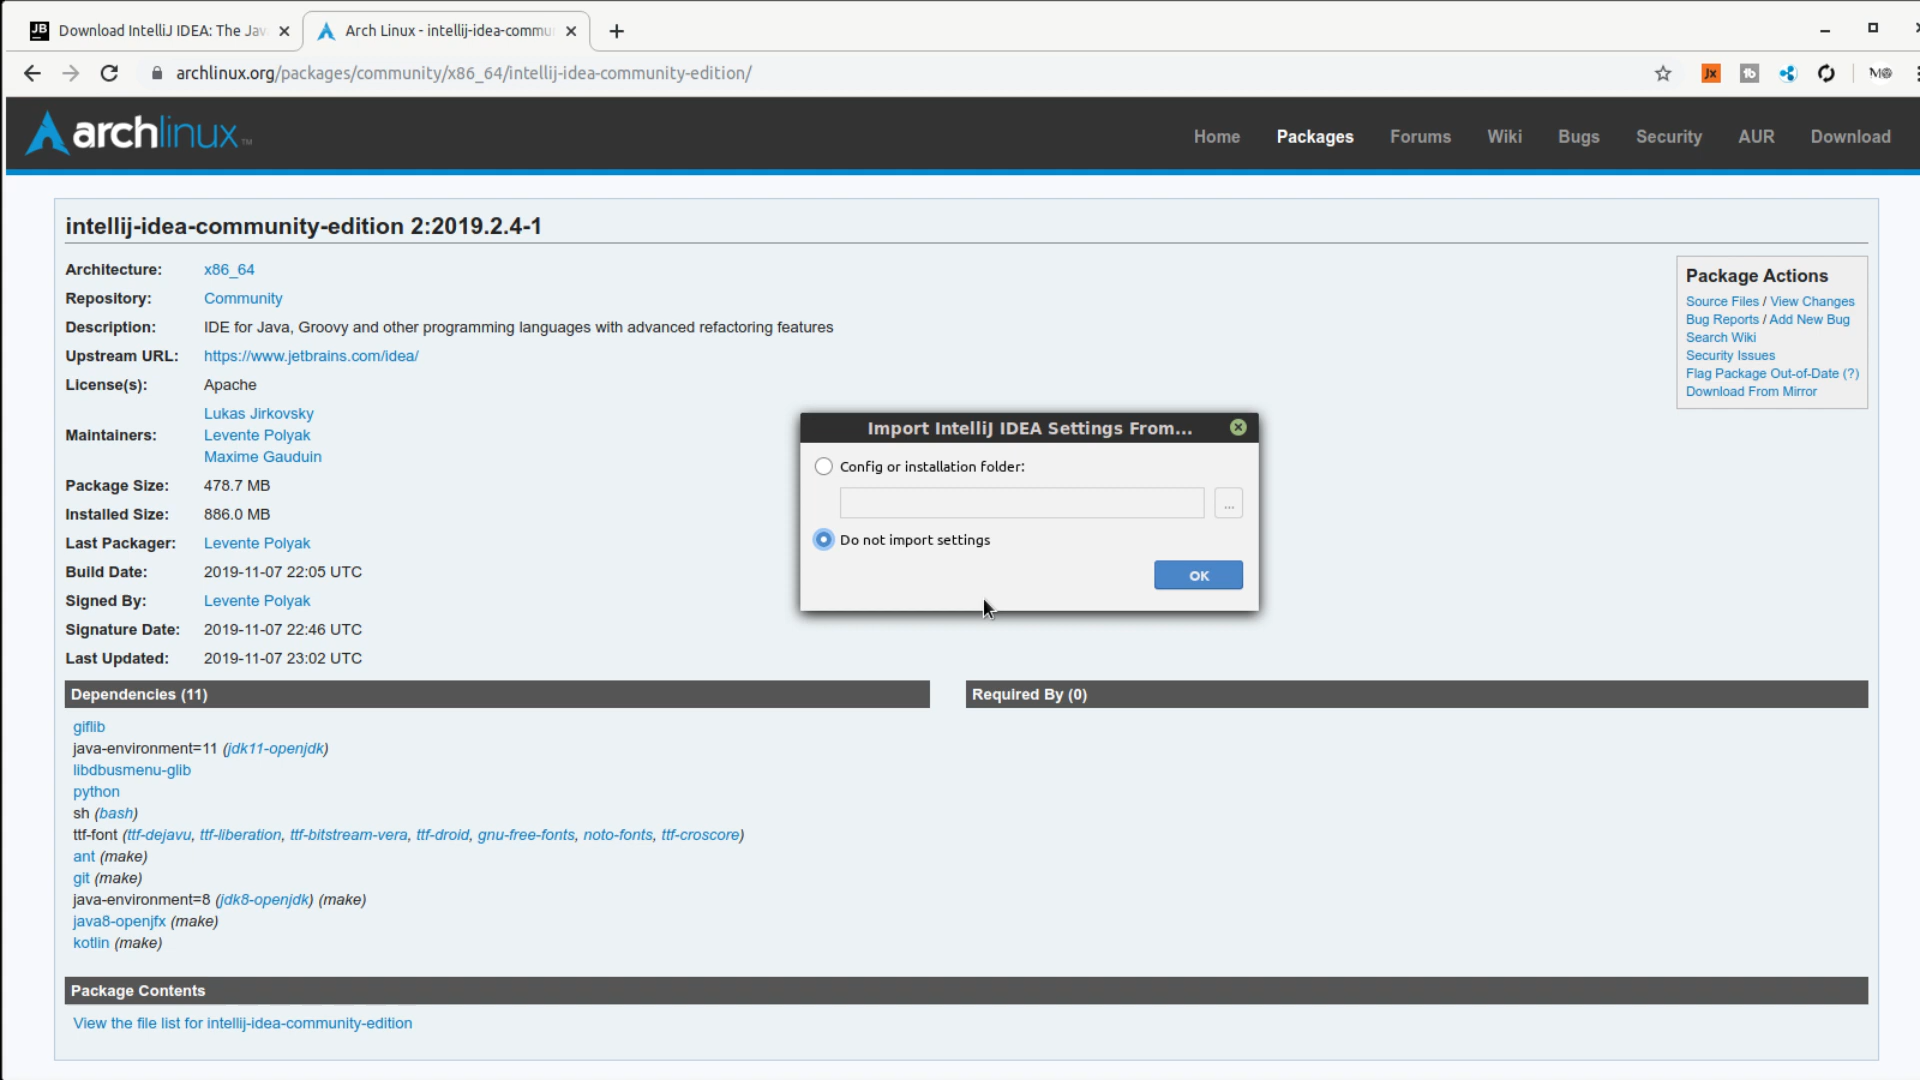 JB Download IntelliJ IDEA: The Jav
Arch Linux - intellij-idea-commu
archlinux.org/packages/community/x86_64/intellij-idea-community-edition/
Jx
M
archlinux™
Home Packages Forums Wiki Bugs Security AUR Download
intellij-idea-community-edition 2:2019.2.4-1
Architecture: x86_64
Repository: Community
Description: IDE for Java, Groovy and other programming languages with advanced refactoring features
Upstream URL: https://www.jetbrains.com/idea/
License(s): Apache
Maintainers: Lukas Jirkovsky
Levente Polyak
Maxime Gauduin
Package Size: 478.7 MB
Installed Size: 886.0 MB
Last Packager: Levente Polyak
Build Date: 2019-11-07 22:05 UTC
Signed By: Levente Polyak
Signature Date: 2019-11-07 22:46 UTC
Last Updated: 2019-11-07 23:02 UTC
Package Actions
Source Files / View Changes
Bug Reports / Add New Bug
Search Wiki
Security Issues
Flag Package Out-of-Date (?)
Download From Mirror
Import IntelliJ IDEA Settings From...
Config or installation folder:
...
Do not import settings
OK
Dependencies (11)
giflib
java-environment=11 (jdk11-openjdk)
libdbusmenu-glib
python
sh (bash)
ttf-font (ttf-dejavu, ttf-liberation, ttf-bitstream-vera, ttf-droid, gnu-free-fonts, noto-fonts, ttf-croscore)
ant (make)
git (make)
java-environment=8 (jdk8-openjdk) (make)
java8-openjfx (make)
kotlin (make)
Required By (0)
Package Contents
View the file list for intellij-idea-community-edition